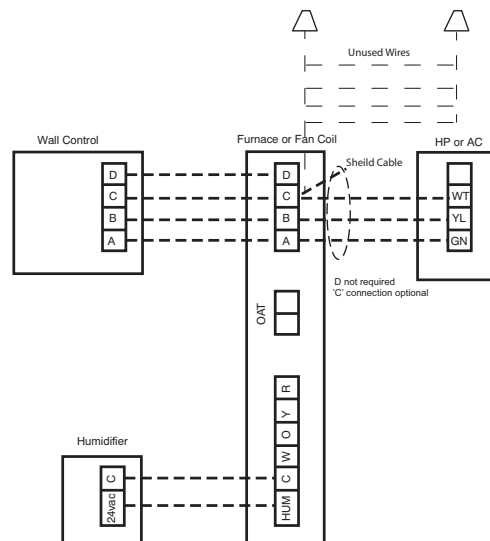 Unused Wires
Wall Control
Furnace or Fan Coil
HP or AC
Sheild Cable
D
C
B
A
D
C
B
A
WT
YL
GN
D not required
'C' connection optional
OAT
R
Y
O
W
C
HUM
Humidifier
C
24vac